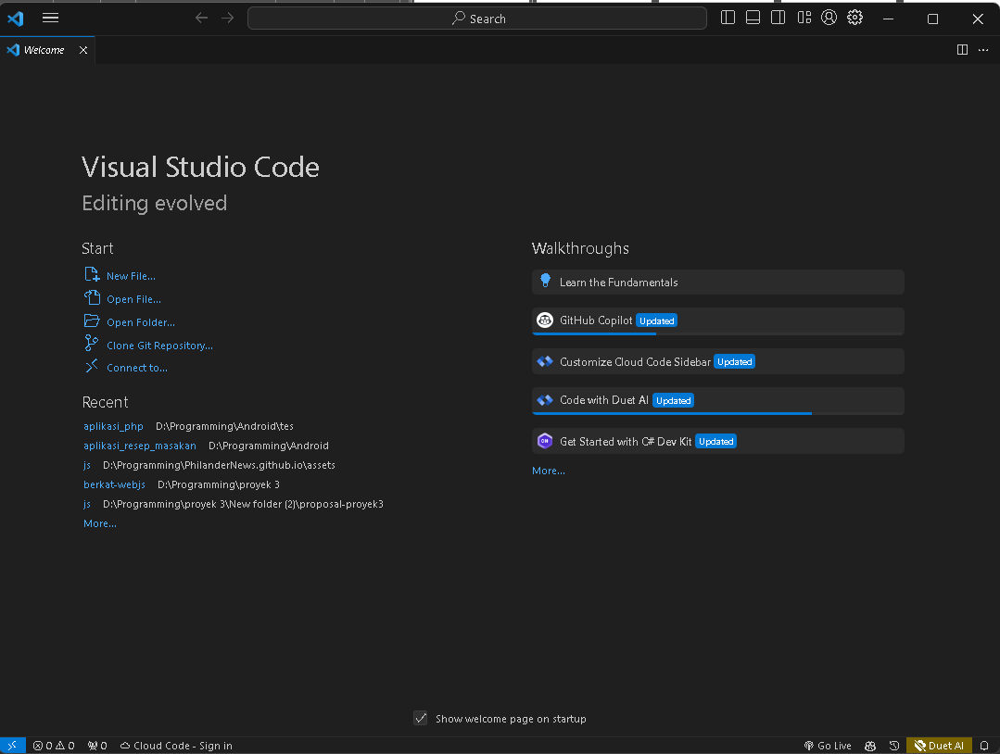 Search
Welcome
Visual Studio Code
Editing evolved
Start
New File...
Open File...
Open Folder...
Clone Git Repository...
Connect to...
Recent
aplikasi_php D:\Programming\Android\tes
aplikasi_resep_masakan D:\Programming\Android
js D:\Programming\PhilanderNews.github.io\assets
berkat-webjs D:\Programming\proyek 3
js D:\Programming\proyek 3\New folder (2)\proposal-proyek3
More...
Walkthroughs
Learn the Fundamentals
GitHub Copilot Updated
Customize Cloud Code Sidebar Updated
Code with Duet AI Updated
Get Started with C# Dev Kit Updated
More...
Show welcome page on startup
0 0 0 Cloud Code - Sign in Go Live Duet AI